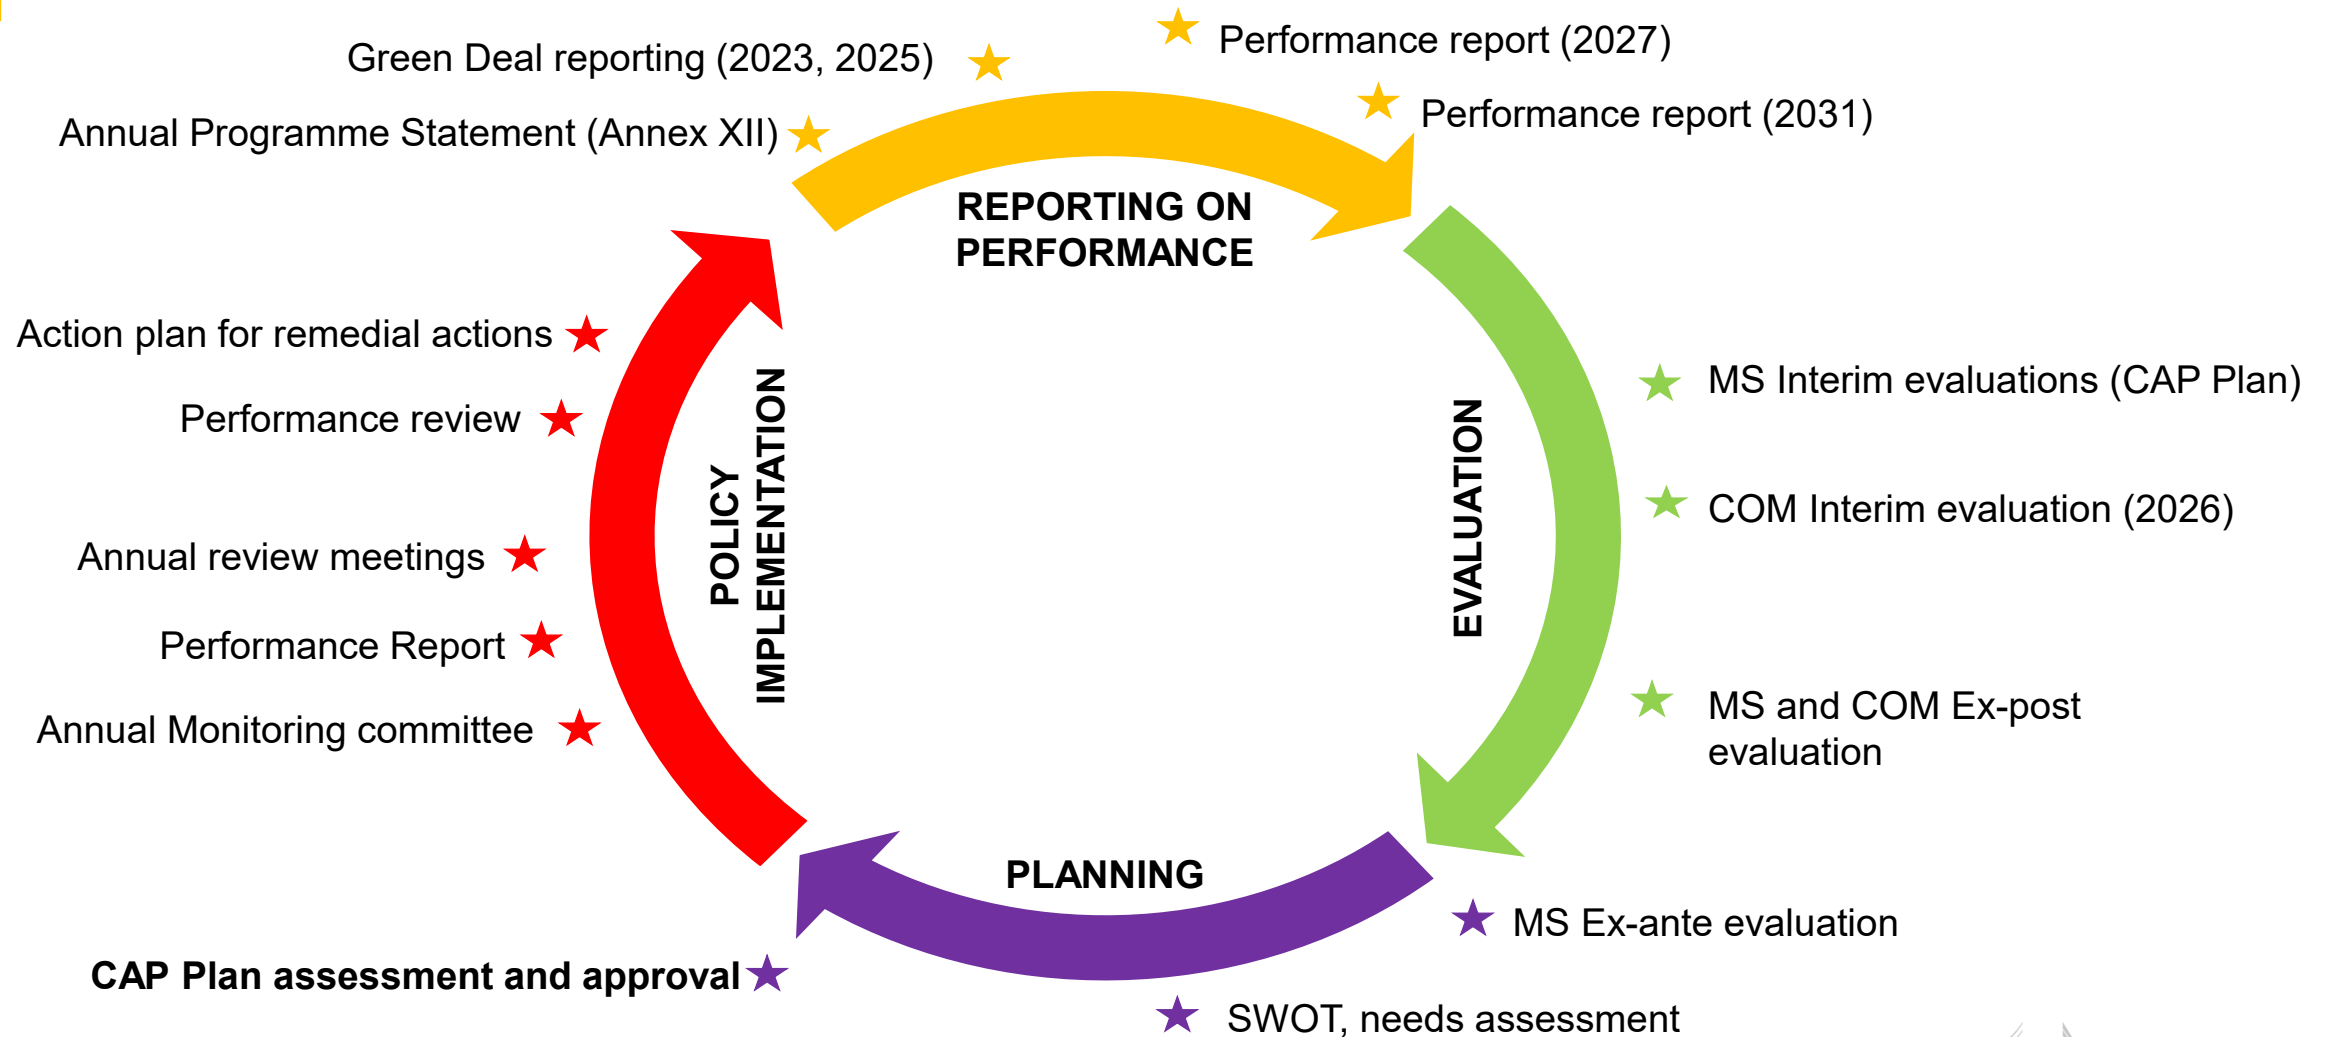 Performance report (2027)
Green Deal reporting (2023, 2025)
Performance report (2031)
Annual Programme Statement (Annex XII)
REPORTING ON
PERFORMANCE
Action plan for remedial actions
Performance review
Annual review meetings
Performance Report
Annual Monitoring committee
POLICY
IMPLEMENTATION
EVALUATION
MS Interim evaluations (CAP Plan)
COM Interim evaluation (2026)
MS and COM Ex-post
evaluation
PLANNING
MS Ex-ante evaluation
CAP Plan assessment and approval
SWOT, needs assessment